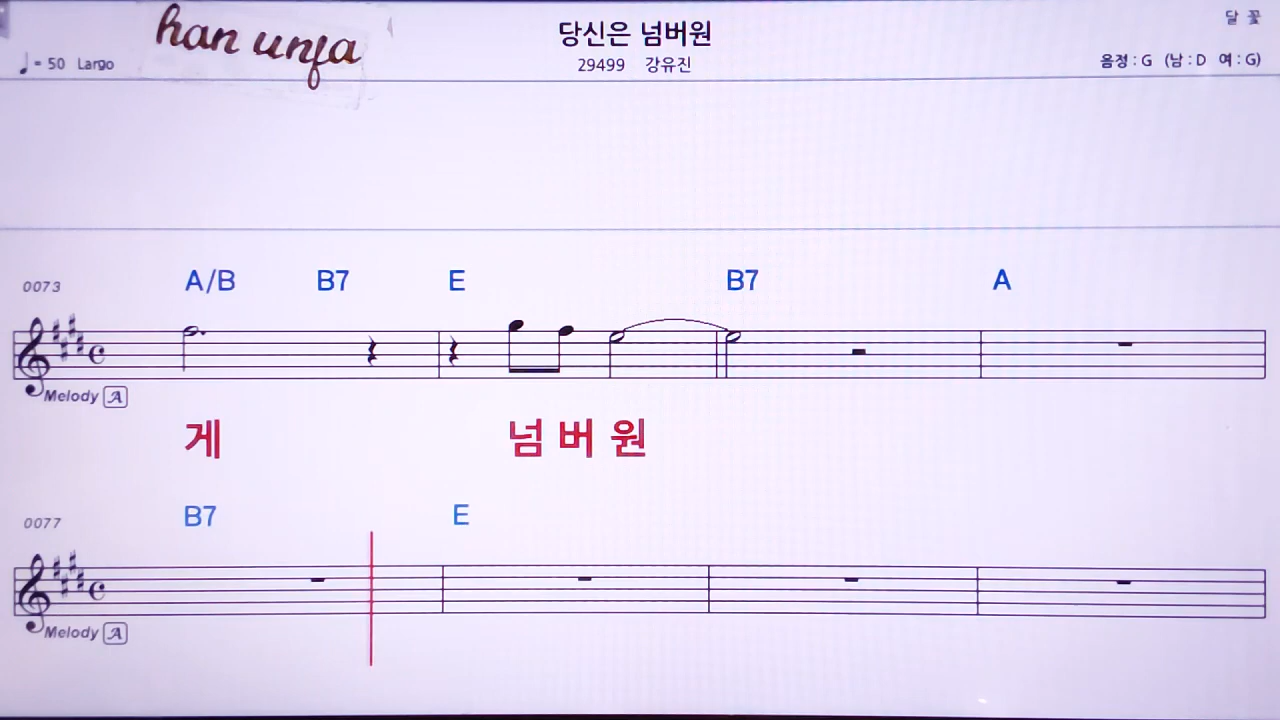 han unja
당신은 넘버원
달 꽃
♩= 50 Largo
29499 강유진
음정 : G (남 : D 여 : G)
A/B B7 E B7 A
0073
Melody A
게 넘 버 원
B7 E
0077
Melody A